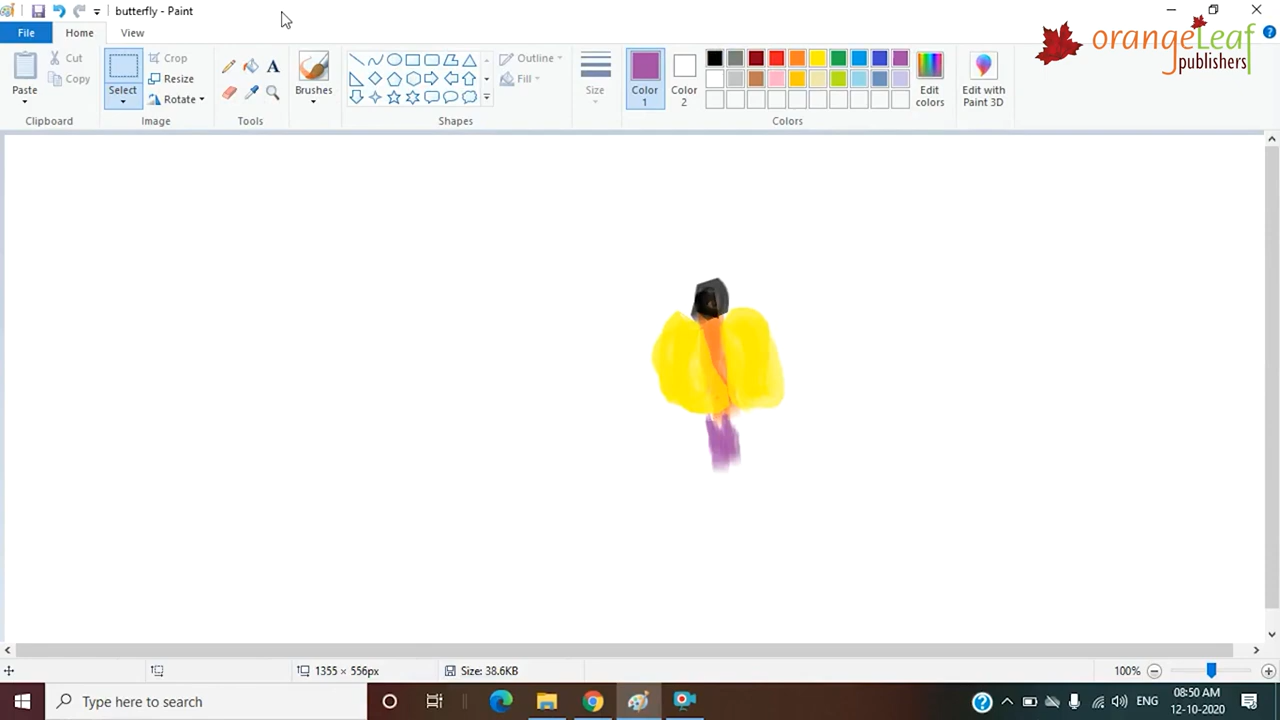 butterfly - Paint
File
Home
View
Paste
Cut
Copy
Clipboard
Select
Crop
Resize
Rotate
Image
A
Tools
Brushes
Outline
Fill
Shapes
Size
Color 1
Color 2
Edit colors
Colors
Edit with Paint 3D
orangeLeaf
publishers
1355 × 556px
Size: 38.6KB
100%
Type here to search
ENG
08:50 AM
12-10-2020